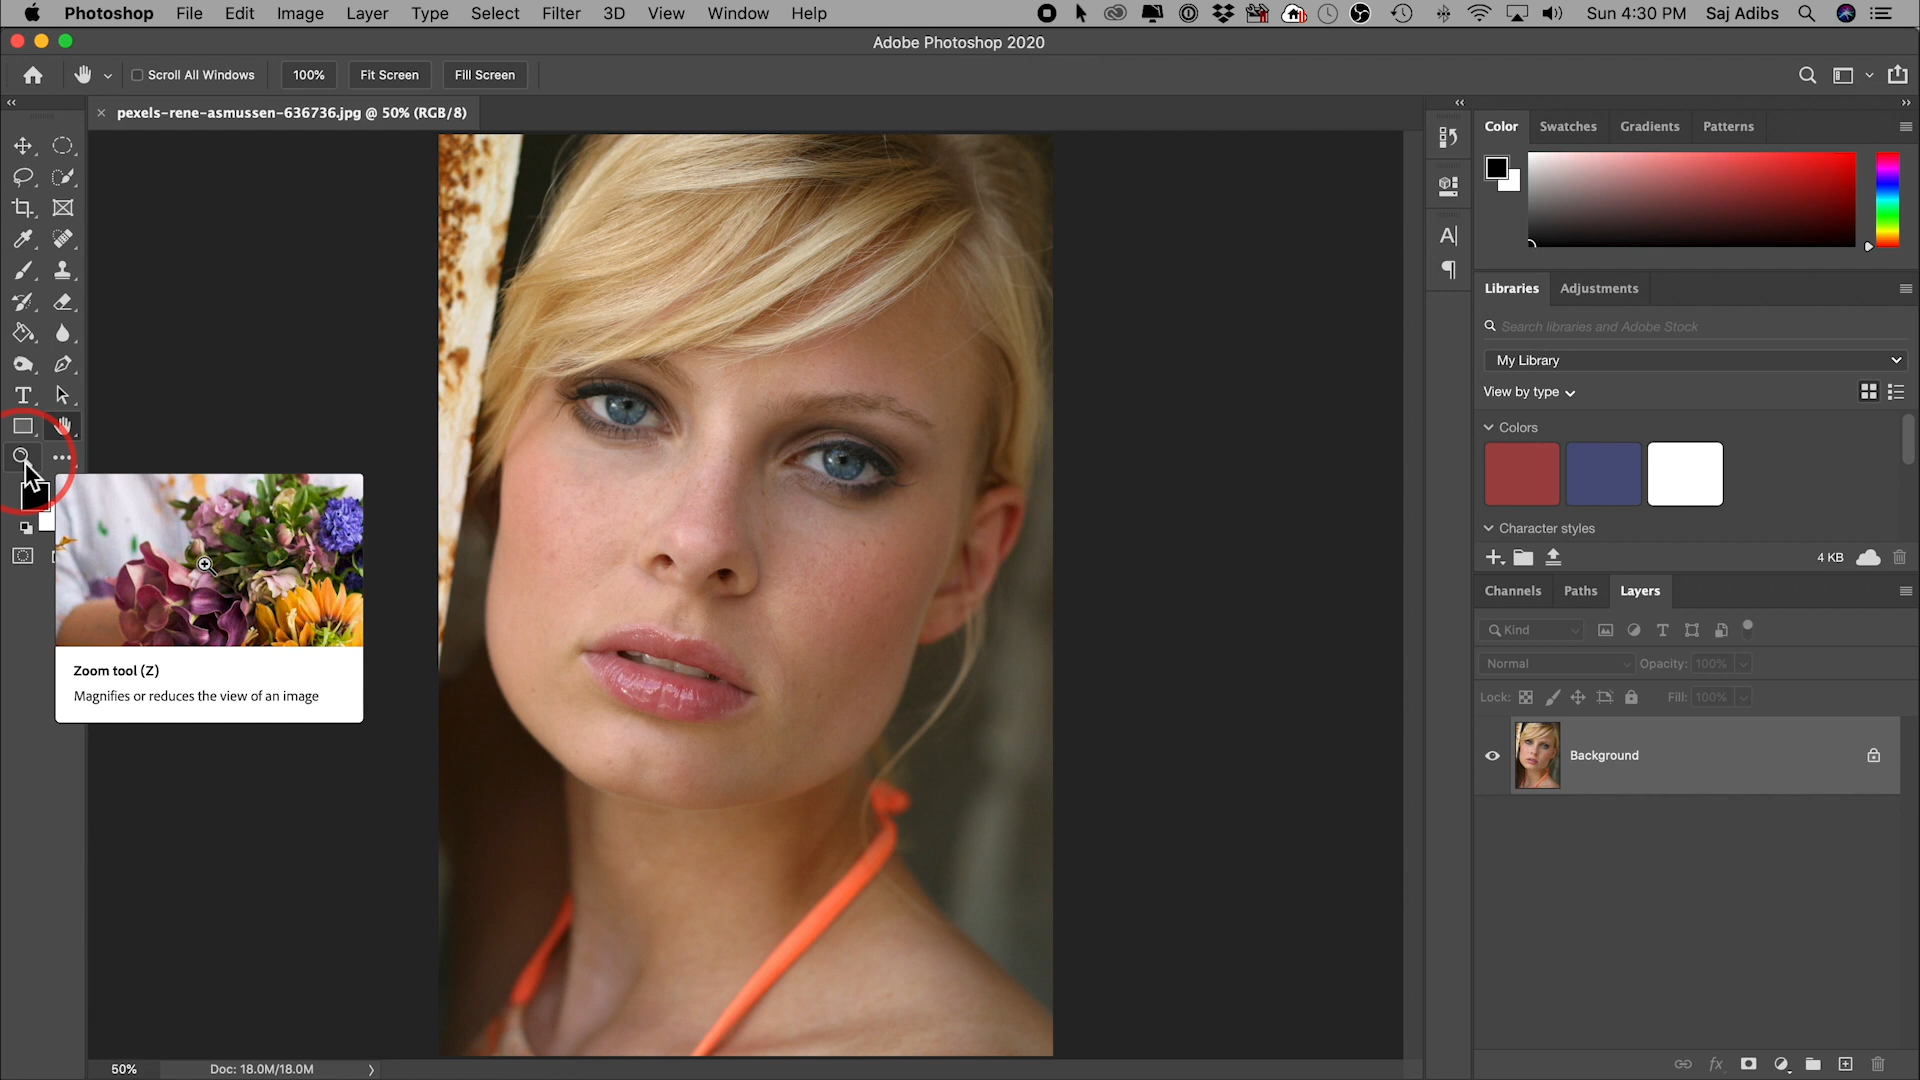 Photoshop File Edit Image Layer Type Select Filter 3D View Window Help Sun 4:30 PM Saj Adibs
Adobe Photoshop 2020
Scroll All Windows 100% Fit Screen Fill Screen
pexels-rene-asmussen-636736.jpg @ 50% (RGB/8)
Color Swatches Gradients Patterns
Libraries Adjustments
Search libraries and Adobe Stock
My Library
View by type
Colors
Character styles
4 KB
Zoom tool (Z)
Magnifies or reduces the view of an image
Channels Paths Layers
Kind
Normal Opacity: 100%
Lock: Fill: 100%
Background
50% Doc: 18.0M/18.0M